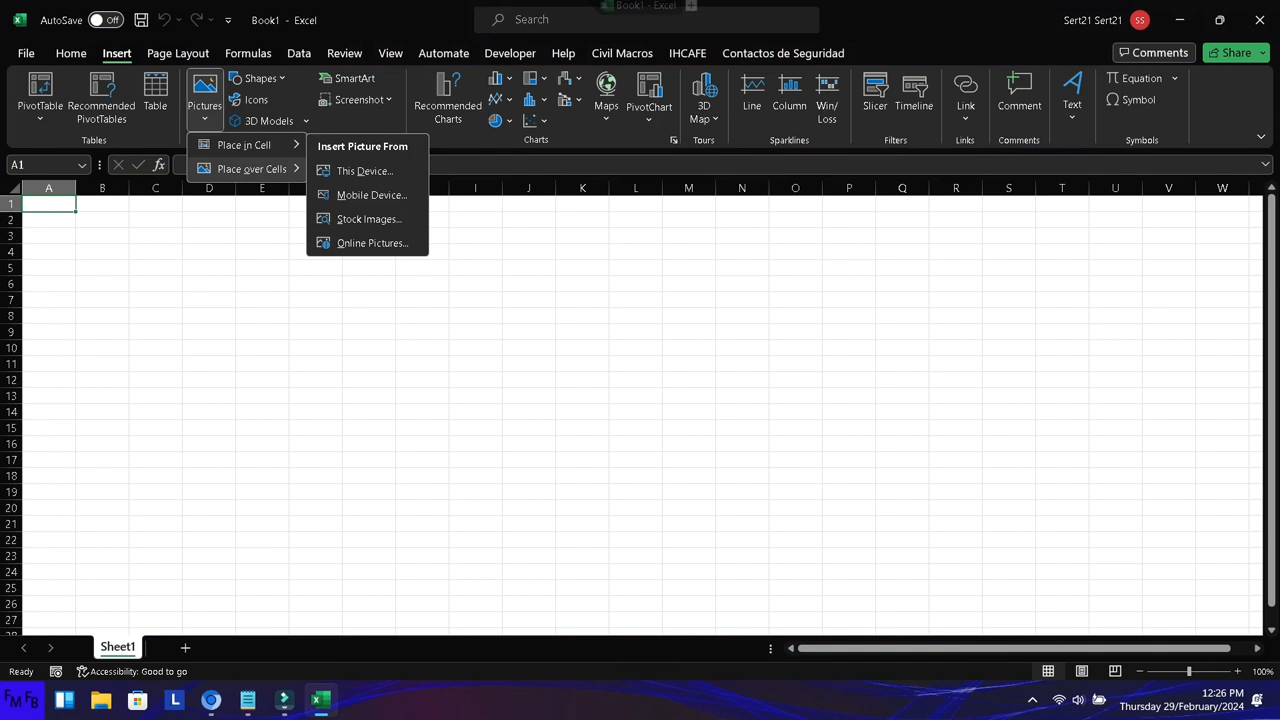 Book1 - Excel
AutoSave Off Book1 - Excel Search Sert21 Sert21 SS
File Home Insert Page Layout Formulas Data Review View Automate Developer Help Civil Macros IHCAFE Contactos de Seguridad Comments Share
PivotTable Recommended PivotTables Table
Tables
Pictures
Shapes
Icons
3D Models
SmartArt
Screenshot
Recommended Charts
Maps
PivotChart
Charts
3D Map
Tours
Line Column Win/Loss
Sparklines
Slicer Timeline
Filters
Link
Links
Comment
Comments
Text
Equation
Symbol
Symbols
Place in Cell
Place over Cells
Insert Picture From
This Device...
Mobile Device...
Stock Images...
Online Pictures...
A1 fx
A B C D E I J K L M N O P Q R S T U V W
1
2
3
4
5
6
7
8
9
10
11
12
13
14
15
16
17
18
19
20
21
22
23
24
25
26
27
28
Sheet1
Ready Accessibility: Good to go 100%
FM FB L 12:26 PM
Thursday 29/February/2024